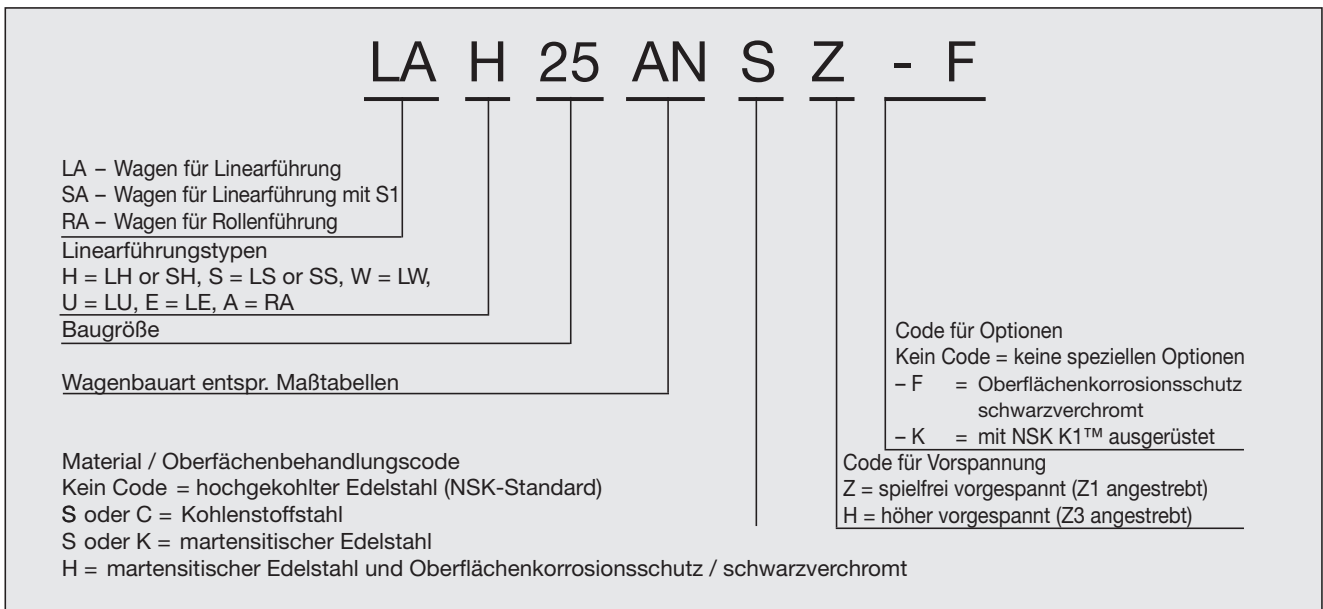 LA H 25 AN S Z - F
LA – Wagen für Linearführung
SA – Wagen für Linearführung mit S1
RA – Wagen für Rollenführung
Linearführungstypen
H = LH or SH, S = LS or SS, W = LW,
U = LU, E = LE, A = RA
Baugröße
Wagenbauart entspr. Maßtabellen
Material / Oberfächenbehandlungscode
Kein Code = hochgekohlter Edelstahl (NSK-Standard)
S oder C = Kohlenstoffstahl
S oder K = martensitischer Edelstahl
H = martensitischer Edelstahl und Oberflächenkorrosionsschutz / schwarzverchromt
Code für Optionen
Kein Code = keine speziellen Optionen
– F = Oberflächenkorrosionsschutz
schwarzverchromt
– K = mit NSK K1™ ausgerüstet
Code für Vorspannung
Z = spielfrei vorgespannt (Z1 angestrebt)
H = höher vorgespannt (Z3 angestrebt)